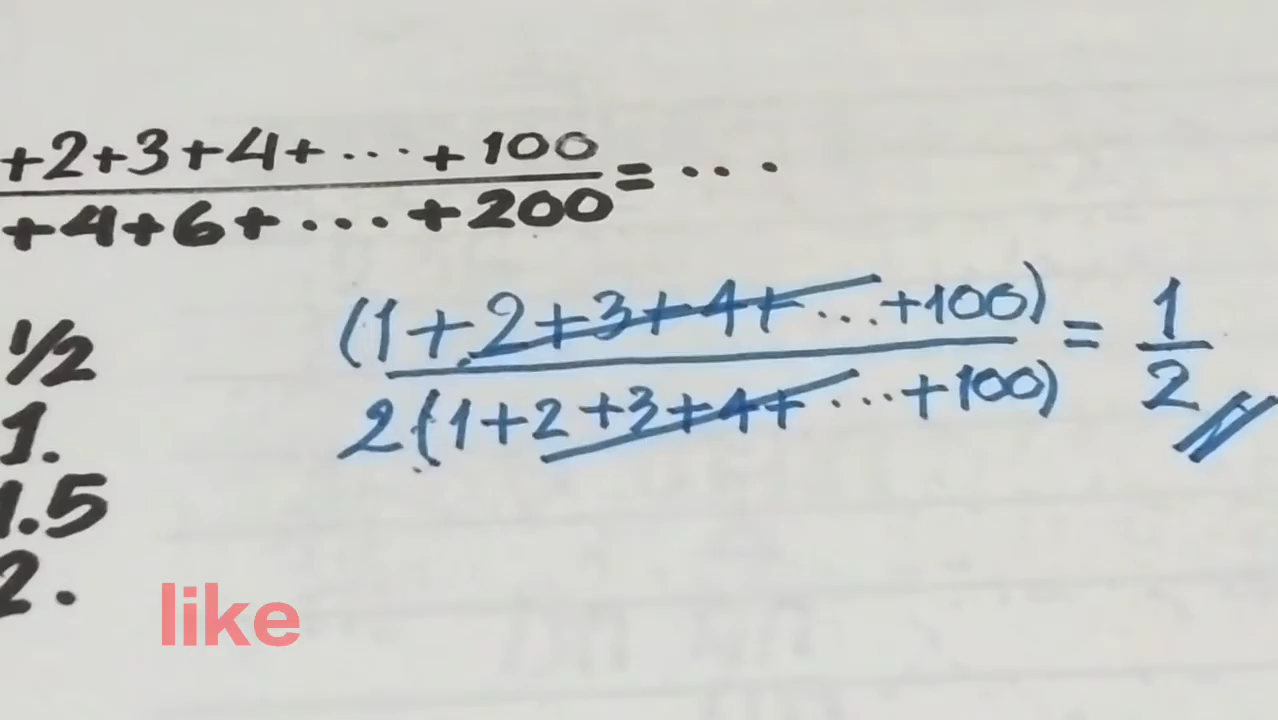 +2+3+4+...+100
+4+6+...+200 = ...
(1+2+3+4+...+100)
2(1+2+3+4+...+100) = 1/2
1/2
1.
1.5
2.
like